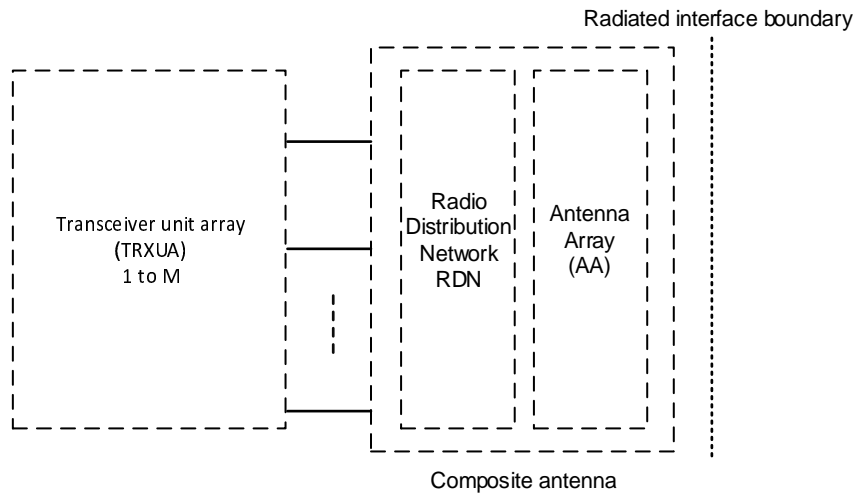 Radiated interface boundary
Transceiver unit array
(TRXUA)
1 to M
Radio
Distribution
Network
RDN
Antenna
Array
(AA)
Composite antenna